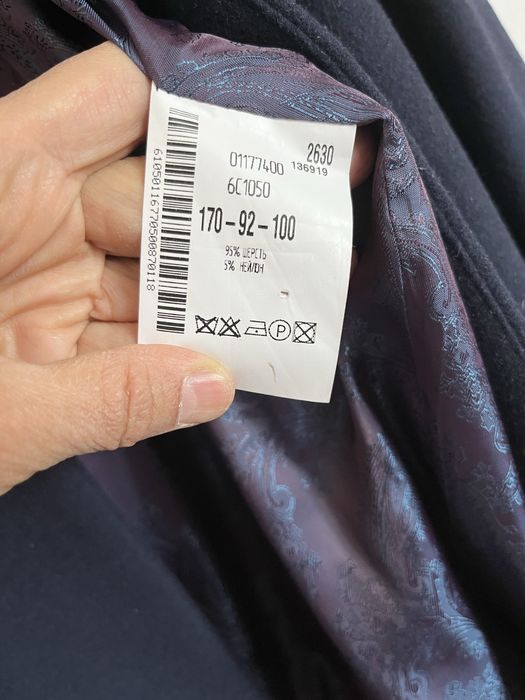 2630
01177400 136919
6C1050
170-92-100
95% ШЕРСТЬ
5% НЕЙЛОН
P